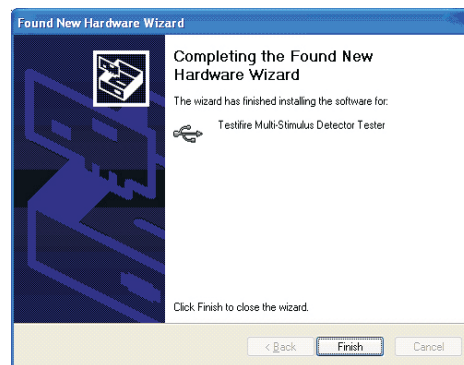 Found New Hardware Wizard
Completing the Found New
Hardware Wizard
The wizard has finished installing the software for:
Testifire Multi-Stimulus Detector Tester
Click Finish to close the wizard.
< Back Finish Cancel